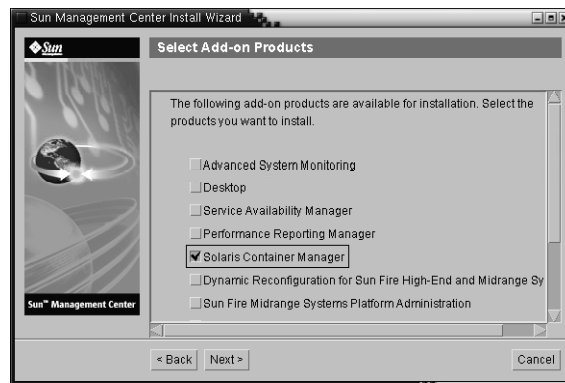 Sun Management Center Install Wizard
Sun
Select Add-on Products
The following add-on products are available for installation. Select the
products you want to install.
Advanced System Monitoring
Desktop
Service Availability Manager
Performance Reporting Manager
Solaris Container Manager
Dynamic Reconfiguration for Sun Fire High-End and Midrange Sy
Sun Fire Midrange Systems Platform Administration
Sun™ Management Center
< Back
Next >
Cancel